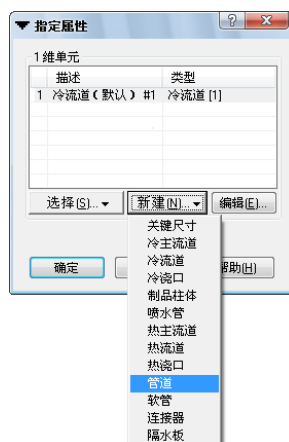 指定属性
1维单元
描述 类型
1 冷流道(默认) #1 冷流道 [1]
选择(S)... 新建(N)... 编辑(E)...
关键尺寸
冷主流道
冷流道
冷浇口
确定 帮助(H)
制品柱体
喷水管
热主流道
热流道
热浇口
管道
软管
连接器
隔水板